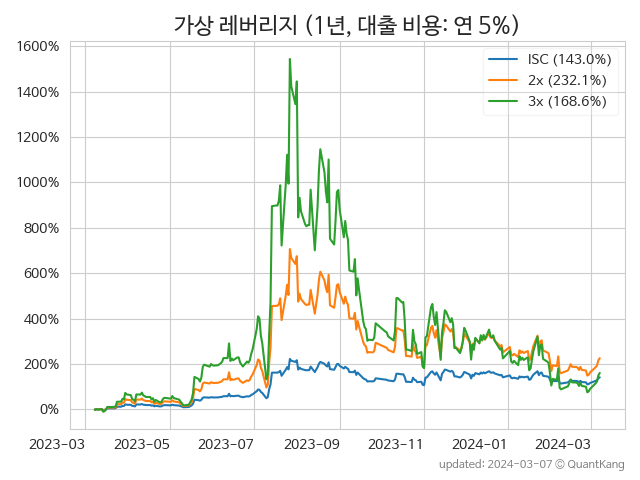 가상 레버리지 (1년, 대출 비용: 연 5%)
ISC (143.0%)
2x (232.1%)
3x (168.6%)
1600%
1400%
1200%
1000%
800%
600%
400%
200%
0%
2023-03 2023-05 2023-07 2023-09 2023-11 2024-01 2024-03
updated: 2024-03-07 © QuantKang